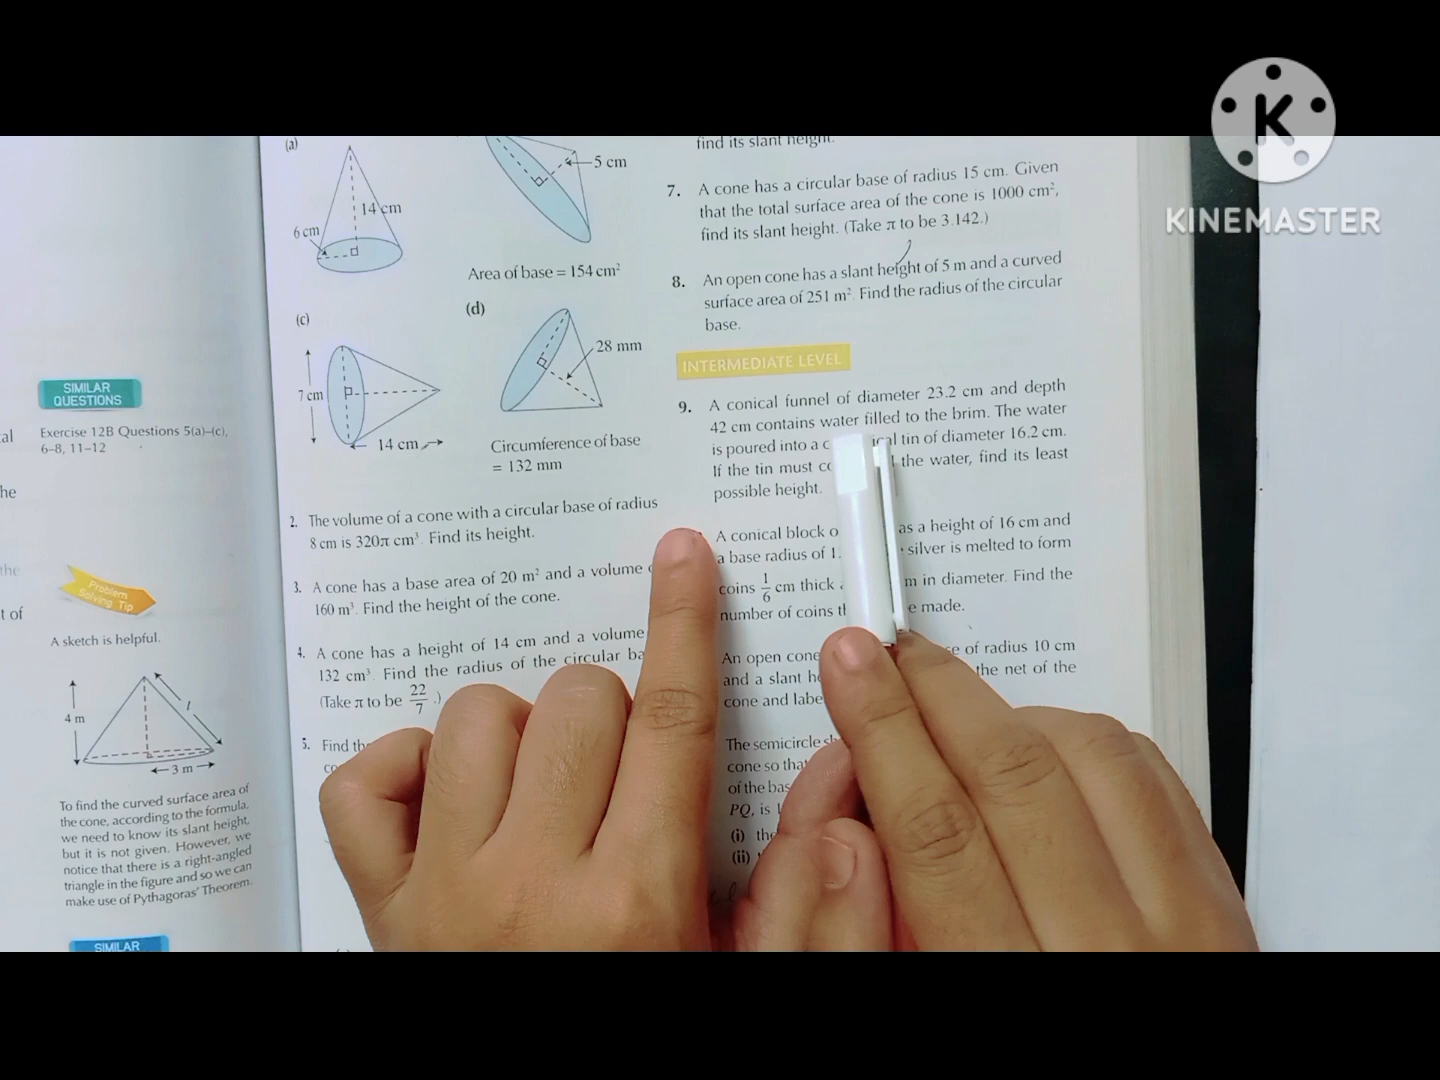 KINEMASTER
al
he
the
t of
SIMILAR
QUESTIONS
Exercise 12B Questions 5(a)–(c),
6–8, 11–12
Problem
Solving Tip
A sketch is helpful.
4 m
l
3 m
To find the curved surface area of
the cone, according to the formula,
we need to know its slant height,
but it is not given. However, we
notice that there is a right-angled
triangle in the figure and so we can
make use of Pythagoras' Theorem.
SIMILAR
(a)
14 cm
6 cm
5 cm
Area of base = 154 cm²
(c)
7 cm
14 cm
(d)
28 mm
Circumference of base
= 132 mm
2. The volume of a cone with a circular base of radius
8 cm is 320π cm³. Find its height.
3. A cone has a base area of 20 m² and a volume
160 m³. Find the height of the cone.
4. A cone has a height of 14 cm and a volume
132 cm³. Find the radius of the circular
(Take π to be 22/7.)
5. Find
find its slant height.
7. A cone has a circular base of radius 15 cm. Given
that the total surface area of the cone is 1000 cm²,
find its slant height. (Take π to be 3.142.)
8. An open cone has a slant height of 5 m and a curved
surface area of 251 m². Find the radius of the circular
base.
INTERMEDIATE LEVEL
9. A conical funnel of diameter 23.2 cm and depth
42 cm contains water filled to the brim. The water
is poured into a tin of diameter 16.2 cm.
If the tin must the water, find its least
possible height.
A conical block as a height of 16 cm and
a base radius of 1. silver is melted to form
coins 1/6 cm thick m in diameter. Find the
number of coins e made.
An open cone of radius 10 cm
and a slant the net of the
cone and
The semicircle
cone so
of the
PQ, is
(i)
(ii)